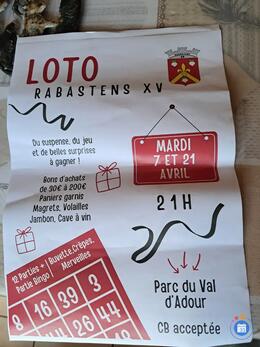 LOTO
RABASTENS XV
Du suspense, du jeu
et de belles surprises
à gagner !
Bons d'achats
de 30€ à 200€
Paniers garnis
Magrets, Volailles
Jambon, Cave à vin
MARDI
7 ET 21
AVRIL
21H
12 Parties +
Partie Bingo
Buvette, Crêpes,
Merveilles
8 16 39 3
33 44
Parc du Val
d'Adour
CB acceptée